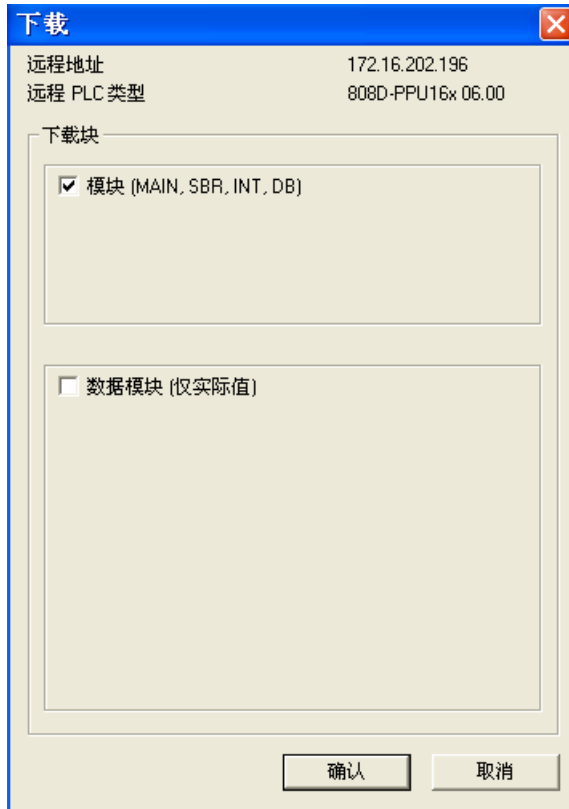 下载
远程地址 172.16.202.196
远程 PLC 类型 808D-PPU16x 06.00
下载块
模块 (MAIN, SBR, INT, DB)
数据模块 (仅实际值)
确认 取消